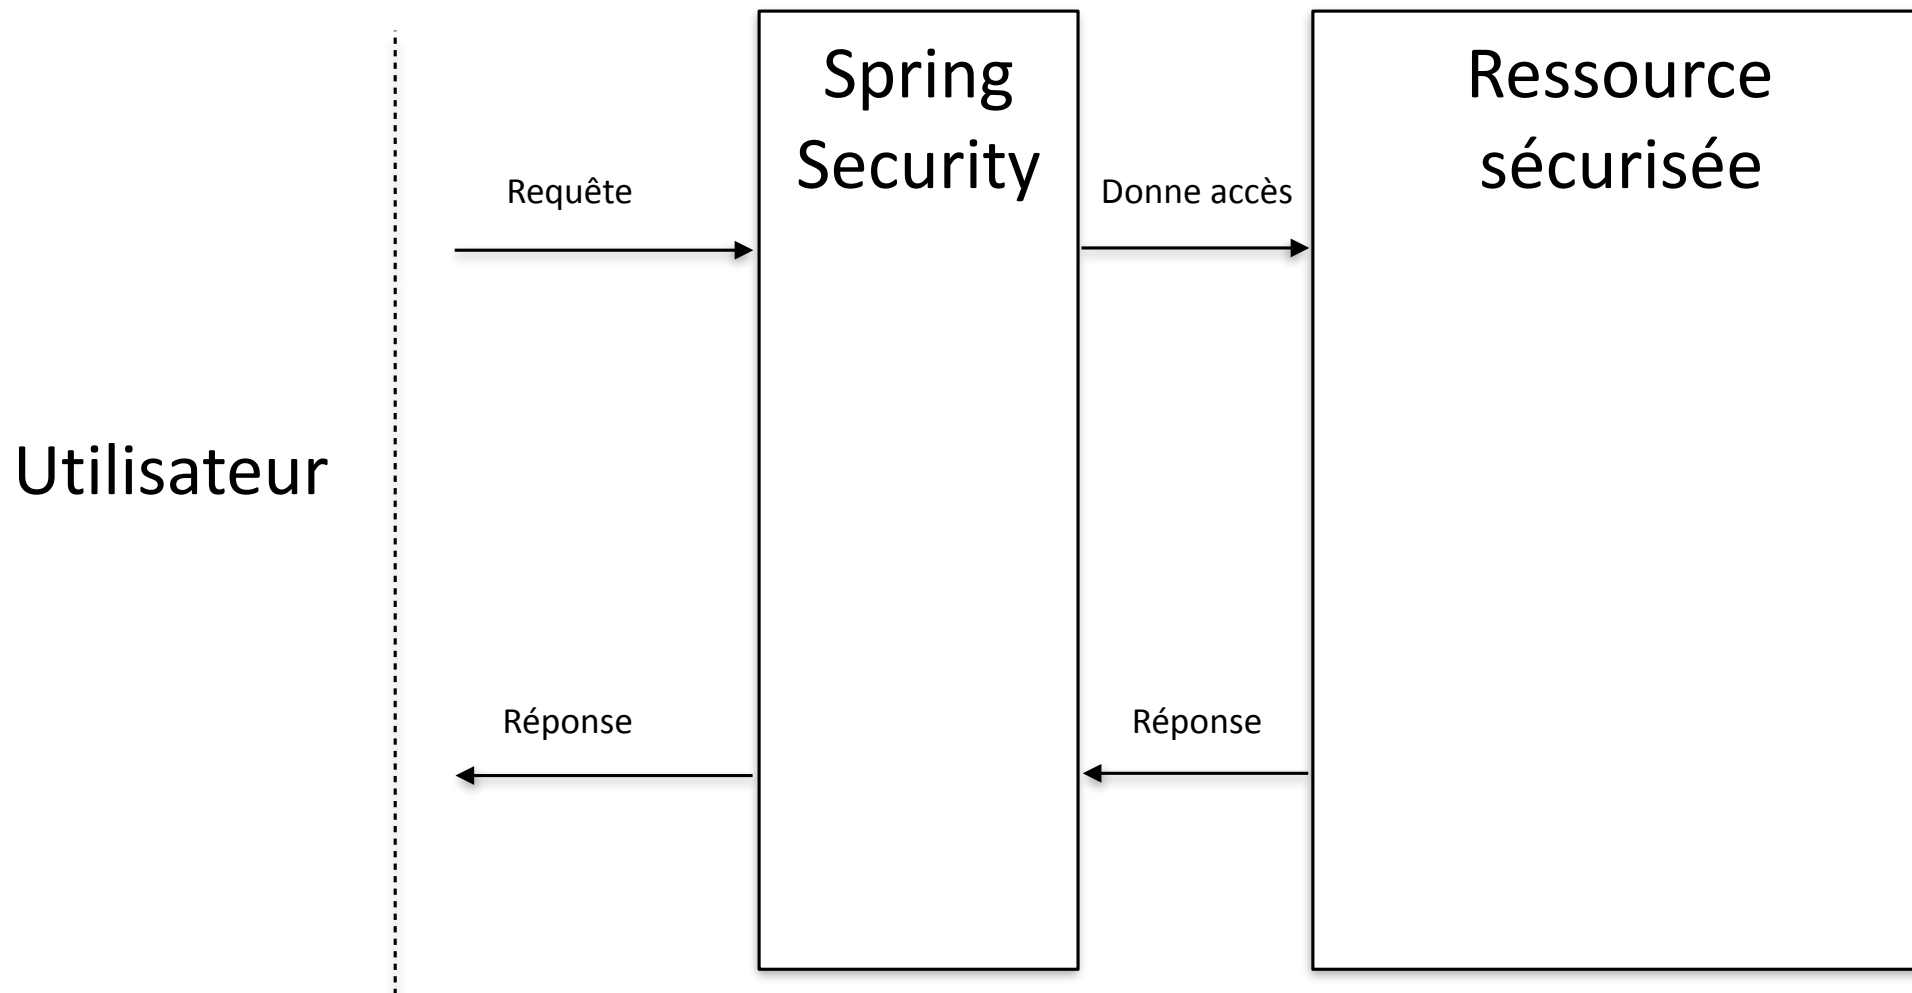 Utilisateur
Requête
Réponse
Spring
Security
Donne accès
Réponse
Ressource
sécurisée